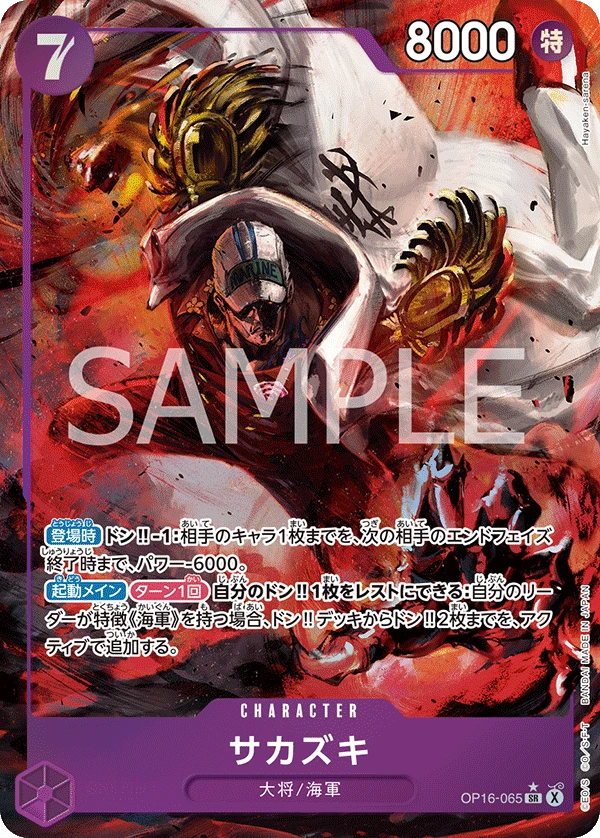 7
8000
特
Hayaken-sarena
MARINE
SAMPLE
登場時 ドン!!-1:相手のキャラ1枚までを、次の相手のエンドフェイズ
終了時まで、パワー-6000。
起動メイン ターン1回 自分のドン!!1枚をレストにできる:自分のリー
ダーが特徴《海軍》を持つ場合、ドン!!デッキからドン!!2枚までを、アク
ティブで追加する。
CHARACTER
サカズキ
大将/海軍
OP16-065 SR X
©E.O/S. ©O/S・F・T BANDAI MADE IN JAPAN